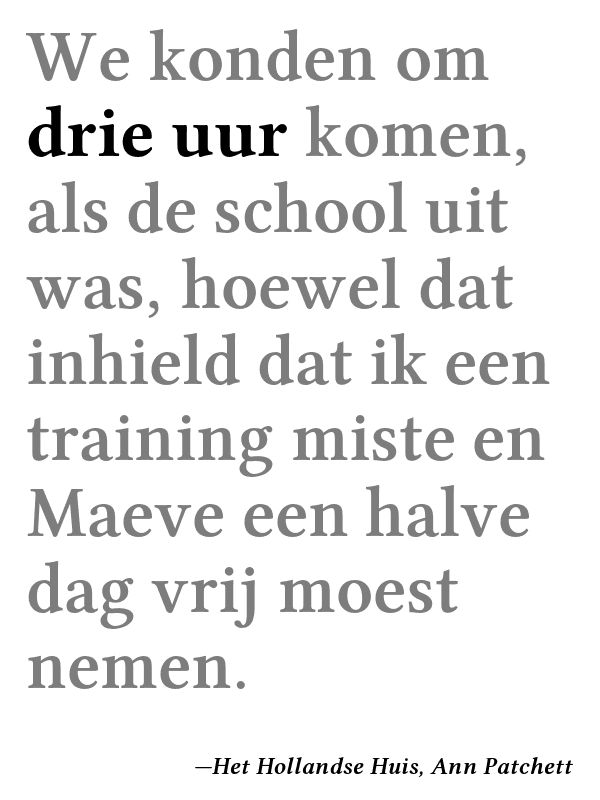 We konden om
drie uur komen,
als de school uit
was, hoewel dat
inhield dat ik een
training miste en
Maeve een halve
dag vrij moest
nemen.
—Het Hollandse Huis, Ann Patchett